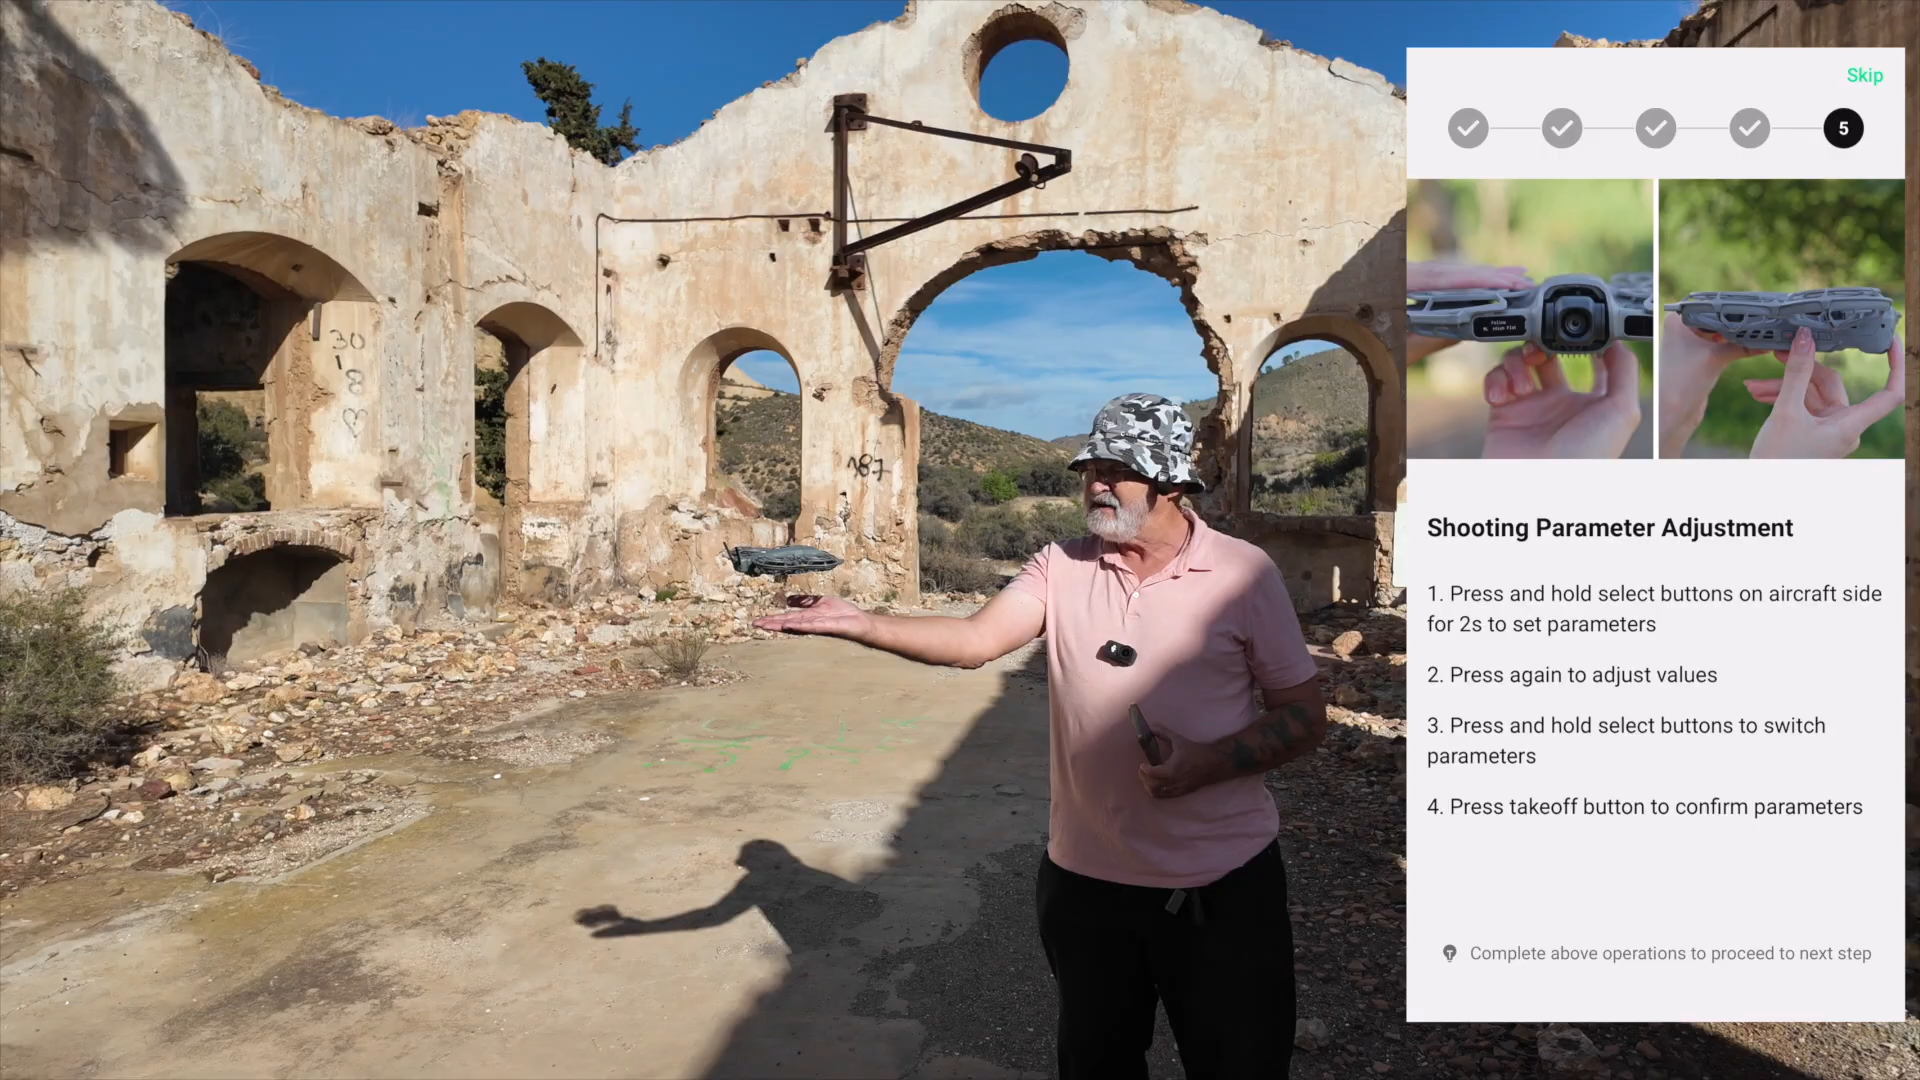 Skip
5
Shooting Parameter Adjustment
1. Press and hold select buttons on aircraft side
for 2s to set parameters
2. Press again to adjust values
3. Press and hold select buttons to switch
parameters
4. Press takeoff button to confirm parameters
Complete above operations to proceed to next step
30
187
Follow